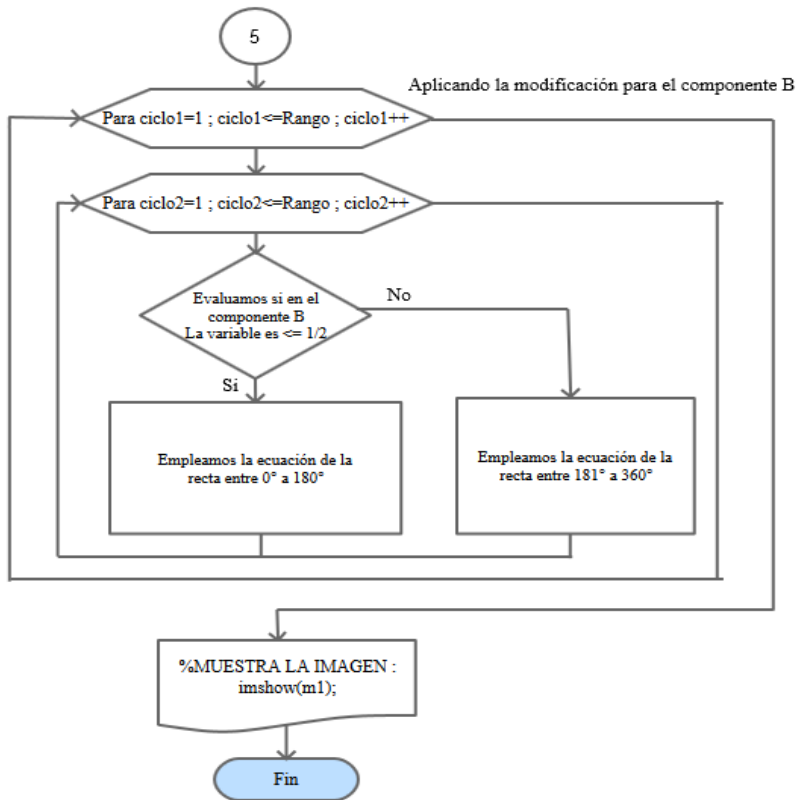 5
Aplicando la modificación para el componente B
Para ciclo1=1 ; ciclo1<=Rango ; ciclo1++
Para ciclo2=1 ; ciclo2<=Rango ; ciclo2++
Evaluamos si en el
componente B
La variable es <= 1/2
No
Si
Empleamos la ecuación de la
recta entre 0° a 180°
Empleamos la ecuación de la
recta entre 181° a 360°
%MUESTRA LA IMAGEN :
imshow(m1);
Fin